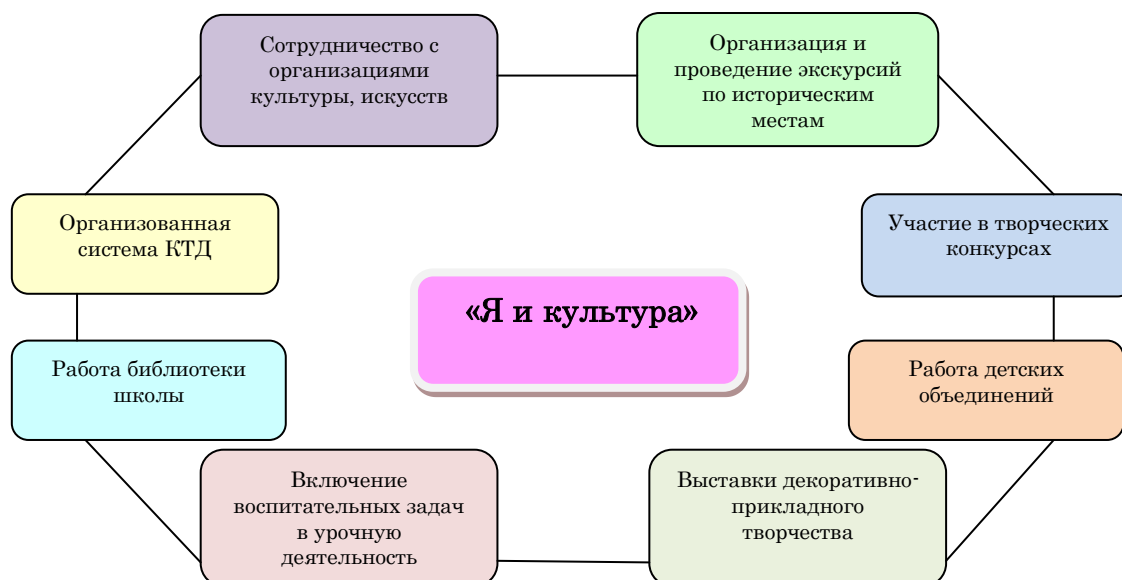 Сотрудничество с
организациями
культуры, искусств
Организация и
проведение экскурсий
по историческим
местам
Организованная
система КТД
Участие в творческих
конкурсах
«Я и культура»
Работа библиотеки
школы
Работа детских
объединений
Включение
воспитательных задач
в урочную
деятельность
Выставки декоративно-
прикладного
творчества